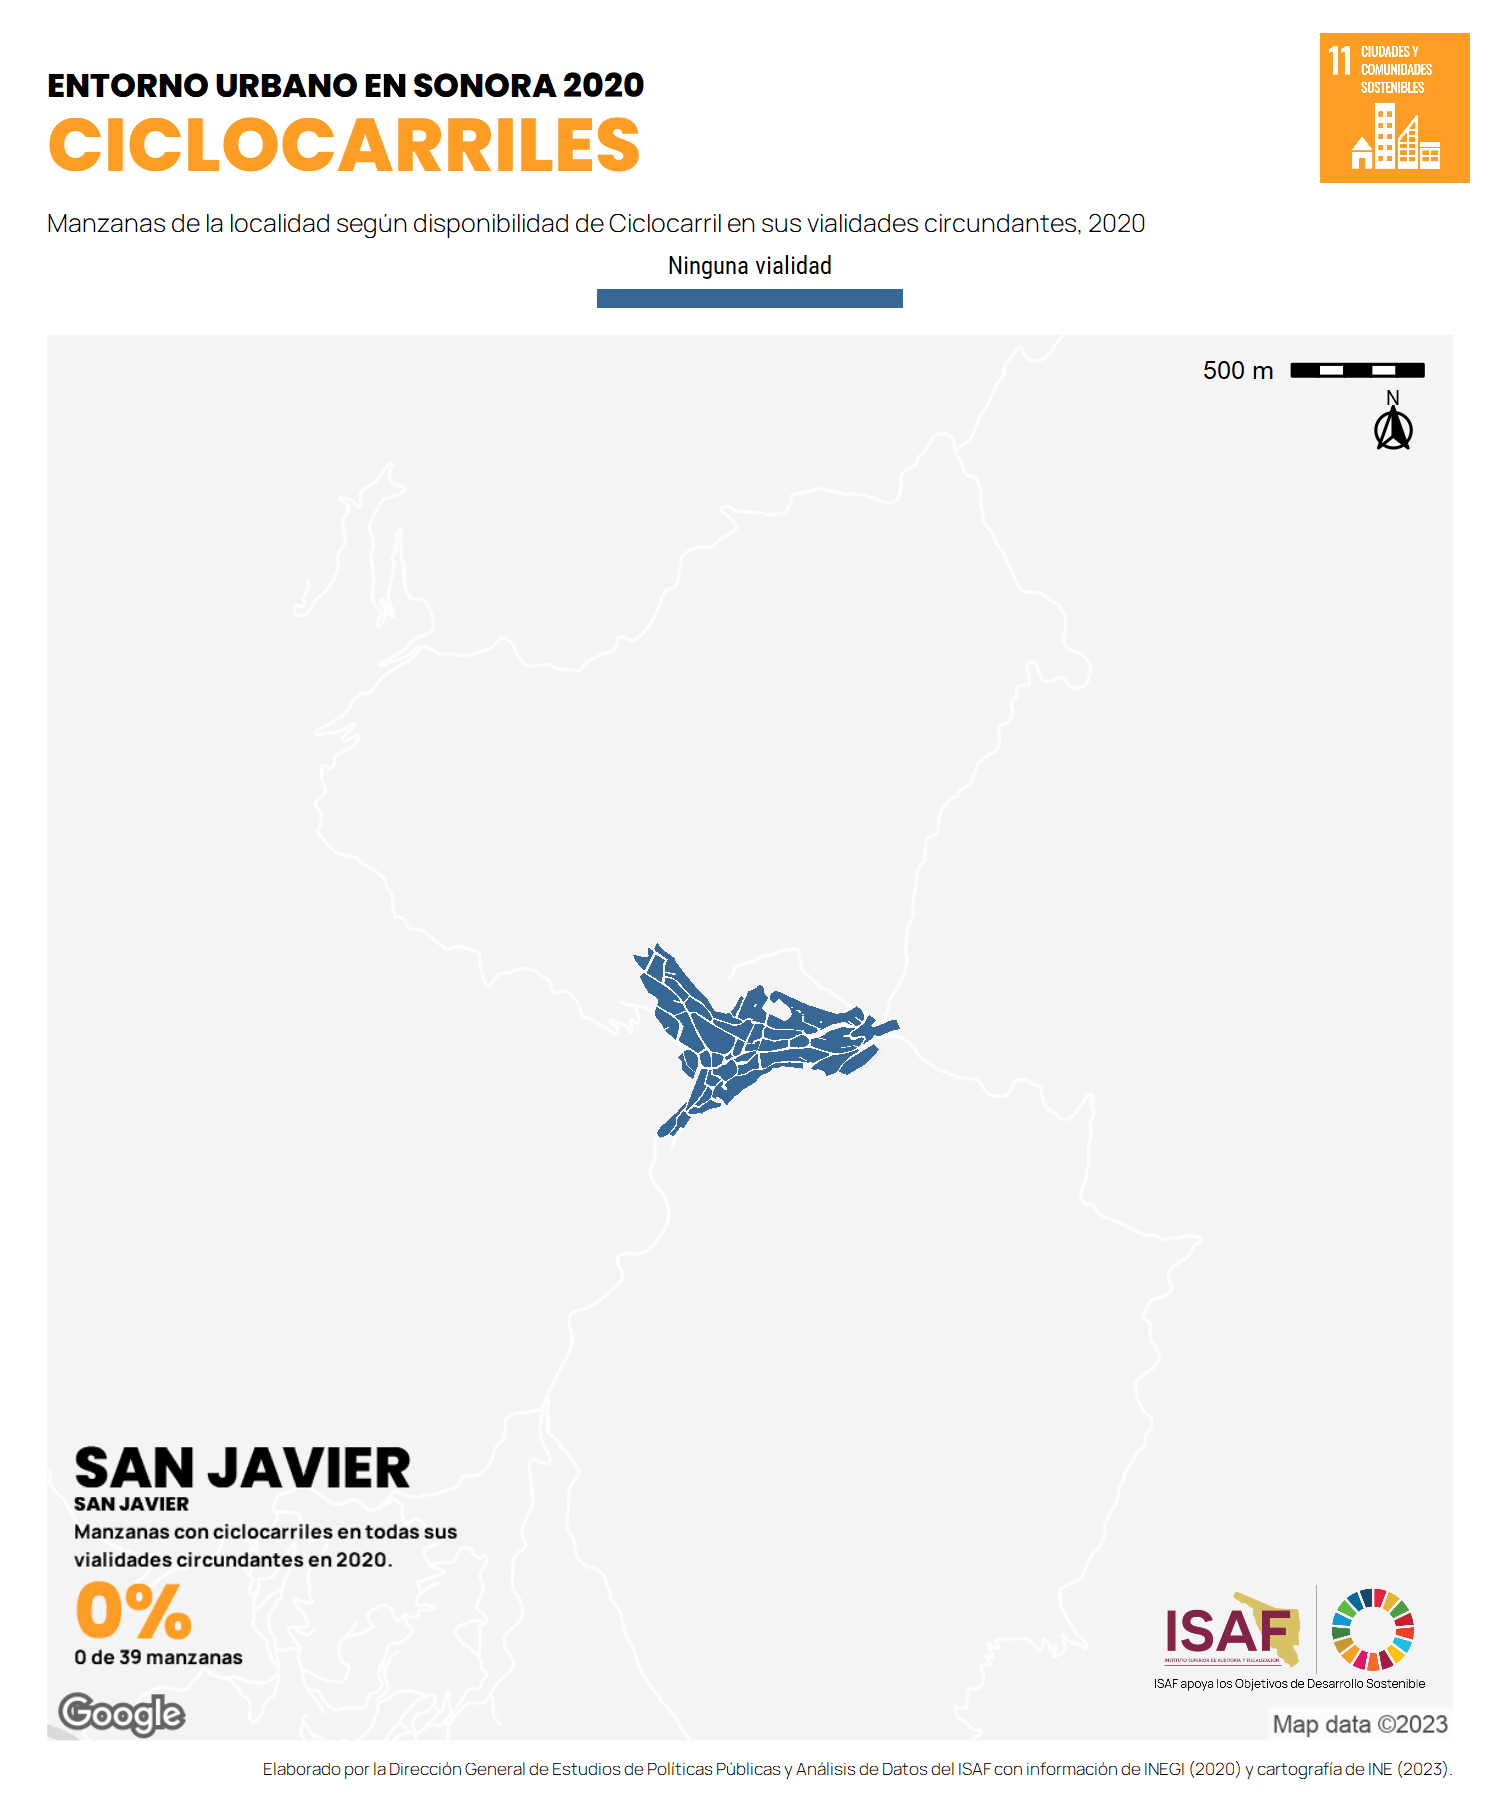 ENTORNO URBANO EN SONORA 2020
CICLOCARRILES
11 CIUDADES Y
COMUNIDADES
SOSTENIBLES
Manzanas de la localidad según disponibilidad de Ciclocarril en sus vialidades circundantes, 2020
Ninguna vialidad
500 m
N
SAN JAVIER
SAN JAVIER
Manzanas con ciclocarriles en todas sus
vialidades circundantes en 2020.
0%
0 de 39 manzanas
ISAF
INSTITUTO SUPERIOR DE AUDITORÍA Y FISCALIZACIÓN
ISAF apoya los Objetivos de Desarrollo Sostenible
Google
Map data ©2023
Elaborado por la Dirección General de Estudios de Políticas Públicas y Análisis de Datos del ISAF con información de INEGI (2020) y cartografía de INE (2023).